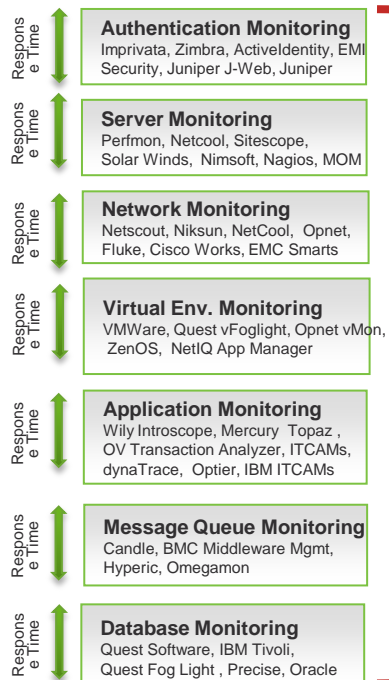 Respons
e Time
Authentication Monitoring
Imprivata, Zimbra, ActiveIdentity, EMI
Security, Juniper J-Web, Juniper
Respons
e Time
Server Monitoring
Perfmon, Netcool, Sitescope,
Solar Winds, Nimsoft, Nagios, MOM
Respons
e Time
Network Monitoring
Netscout, Niksun, NetCool, Opnet,
Fluke, Cisco Works, EMC Smarts
Respons
e Time
Virtual Env. Monitoring
VMWare, Quest vFoglight, Opnet vMon,
ZenOS, NetIQ App Manager
Respons
e Time
Application Monitoring
Wily Introscope, Mercury Topaz ,
OV Transaction Analyzer, ITCAMs,
dynaTrace, Optier, IBM ITCAMs
Respons
e Time
Message Queue Monitoring
Candle, BMC Middleware Mgmt,
Hyperic, Omegamon
Respons
e Time
Database Monitoring
Quest Software, IBM Tivoli,
Quest Fog Light , Precise, Oracle